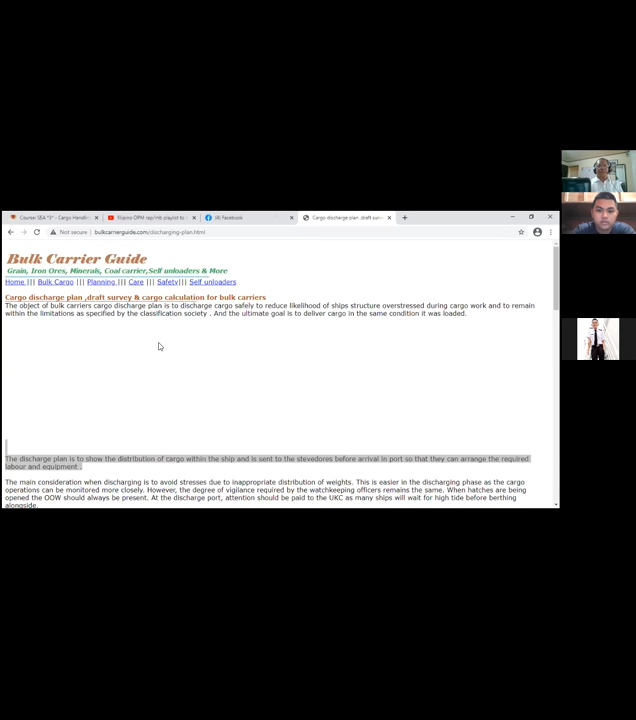 Course: SEA "3" - Cargo Handli
filipino OPM rap/rnb playlist to
(4) Facebook
Cargo discharge plan ,draft surv
Not secure | bulkcarrierguide.com/discharging-plan.html
Bulk Carrier Guide
Grain, Iron Ores, Minerals, Coal carrier,Self unloaders & More
Home ||| Bulk Cargo ||| Planning ||| Care ||| Safety||| Self unloaders
Cargo discharge plan ,draft survey & cargo calculation for bulk carriers
The object of bulk carriers cargo discharge plan is to discharge cargo safely to reduce likelihood of ships structure overstressed during cargo work and to remain
within the limitations as specified by the classification society . And the ultimate goal is to deliver cargo in the same condition it was loaded.
The discharge plan is to show the distribution of cargo within the ship and is sent to the stevedores before arrival in port so that they can arrange the required
labour and equipment .
The main consideration when discharging is to avoid stresses due to inappropriate distribution of weights. This is easier in the discharging phase as the cargo
operations can be monitored more closely. However, the degree of vigilance required by the watchkeeping officers remains the same. When hatches are being
opened the OOW should always be present. At the discharge port, attention should be paid to the UKC as many ships will wait for high tide before berthing
alongside.